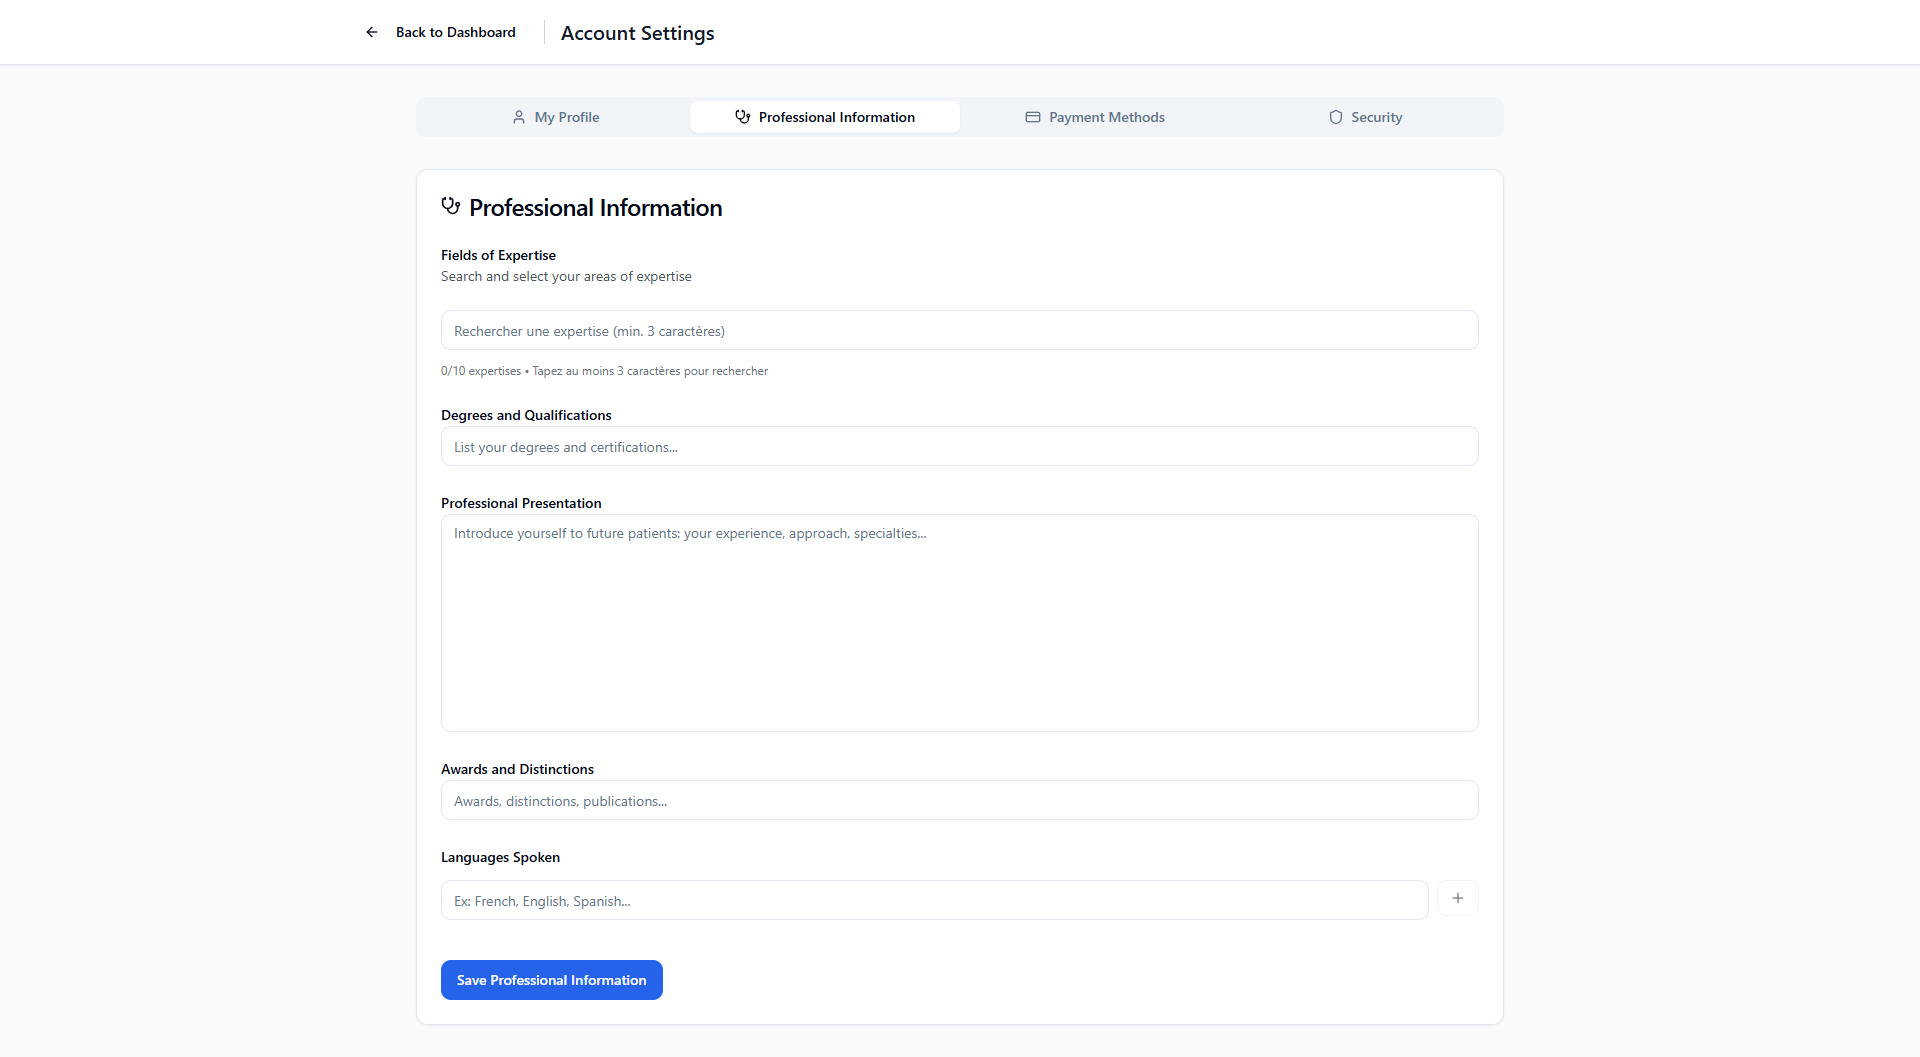 Back to Dashboard
Account Settings
My Profile
Professional Information
Payment Methods
Security
Professional Information
Fields of Expertise
Search and select your areas of expertise
Rechercher une expertise (min. 3 caractères)
0/10 expertises • Tapez au moins 3 caractères pour rechercher
Degrees and Qualifications
List your degrees and certifications...
Professional Presentation
Introduce yourself to future patients: your experience, approach, specialties...
Awards and Distinctions
Awards, distinctions, publications...
Languages Spoken
Ex: French, English, Spanish...
Save Professional Information